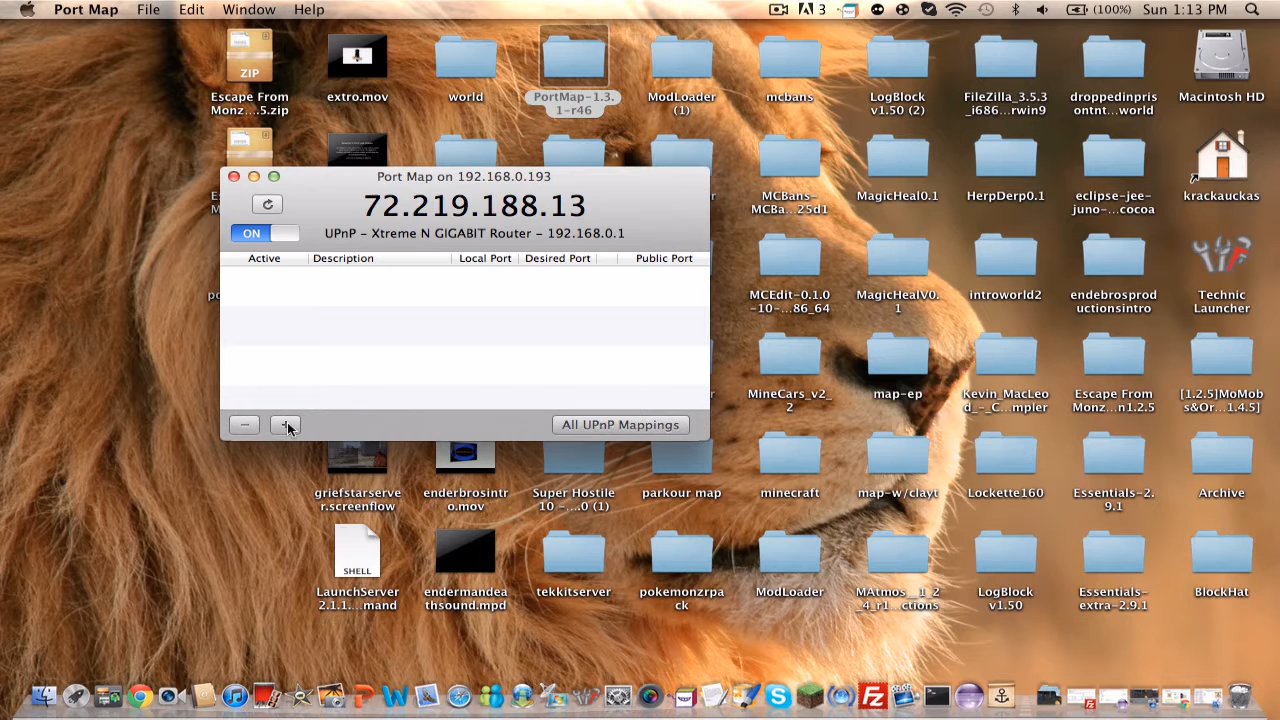 Port Map File Edit Window Help
3 (100%) Sun 1:13 PM
ZIP
Escape From
Monz....5.zip
extro.mov
world
PortMap-1.3.
1-r46
ModLoader
(1)
mcbans
LogBlock
v1.50 (2)
FileZilla_3.5.3
_i686...rwin9
droppedinpris
ontnt...world
Macintosh HD
Port Map on 192.168.0.193
72.219.188.13
ON
UPnP - Xtreme N GIGABIT Router - 192.168.0.1
Active Description Local Port Desired Port Public Port
All UPnP Mappings
MCBans-
MCBa...25d1
MagicHeal0.1
HerpDerp0.1
eclipse-jee-
juno-...cocoa
krackauckas
MCEdit-0.1.0
-10-...86_64
MagicHealV0.
1
introworld2
endebrosprod
uctionsintro
Technic
Launcher
MineCars_v2_
2
map-ep
Kevin_MacLeo
d_-_C...mpler
Escape From
Monz...n1.2.5
[1.2.5]MoMob
s&Or...1.4.5]
griefstarserve
r.screenflow
enderbrosintr
o.mov
Super Hostile
10 -....0 (1)
parkour map
minecraft
map-w/clayt
Lockette160
Essentials-2.
9.1
Archive
SHELL
LaunchServer
2.1.1....mand
endermandea
thsound.mpd
tekkitserver
pokemonzrpa
ck
ModLoader
MAtmos__1_2
_4_r1...ctions
LogBlock
v1.50
Essentials-
extra-2.9.1
BlockHat